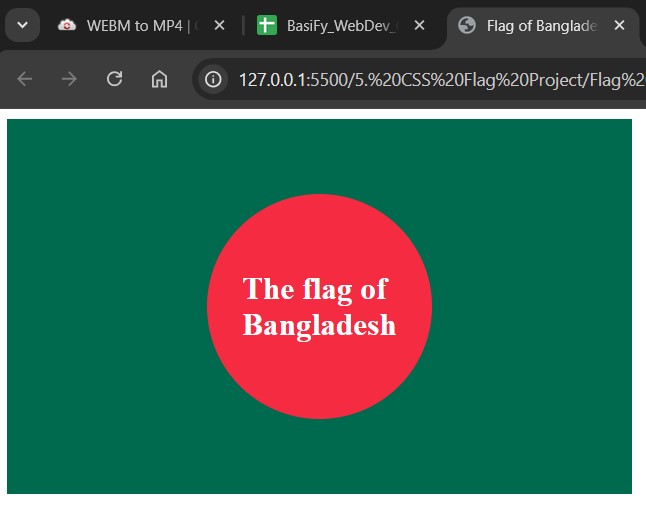 WEBM to MP4 |
BasiFy_WebDev_
Flag of Banglade
127.0.0.1:5500/5.%20CSS%20Flag%20Project/Flag%2
The flag of
Bangladesh